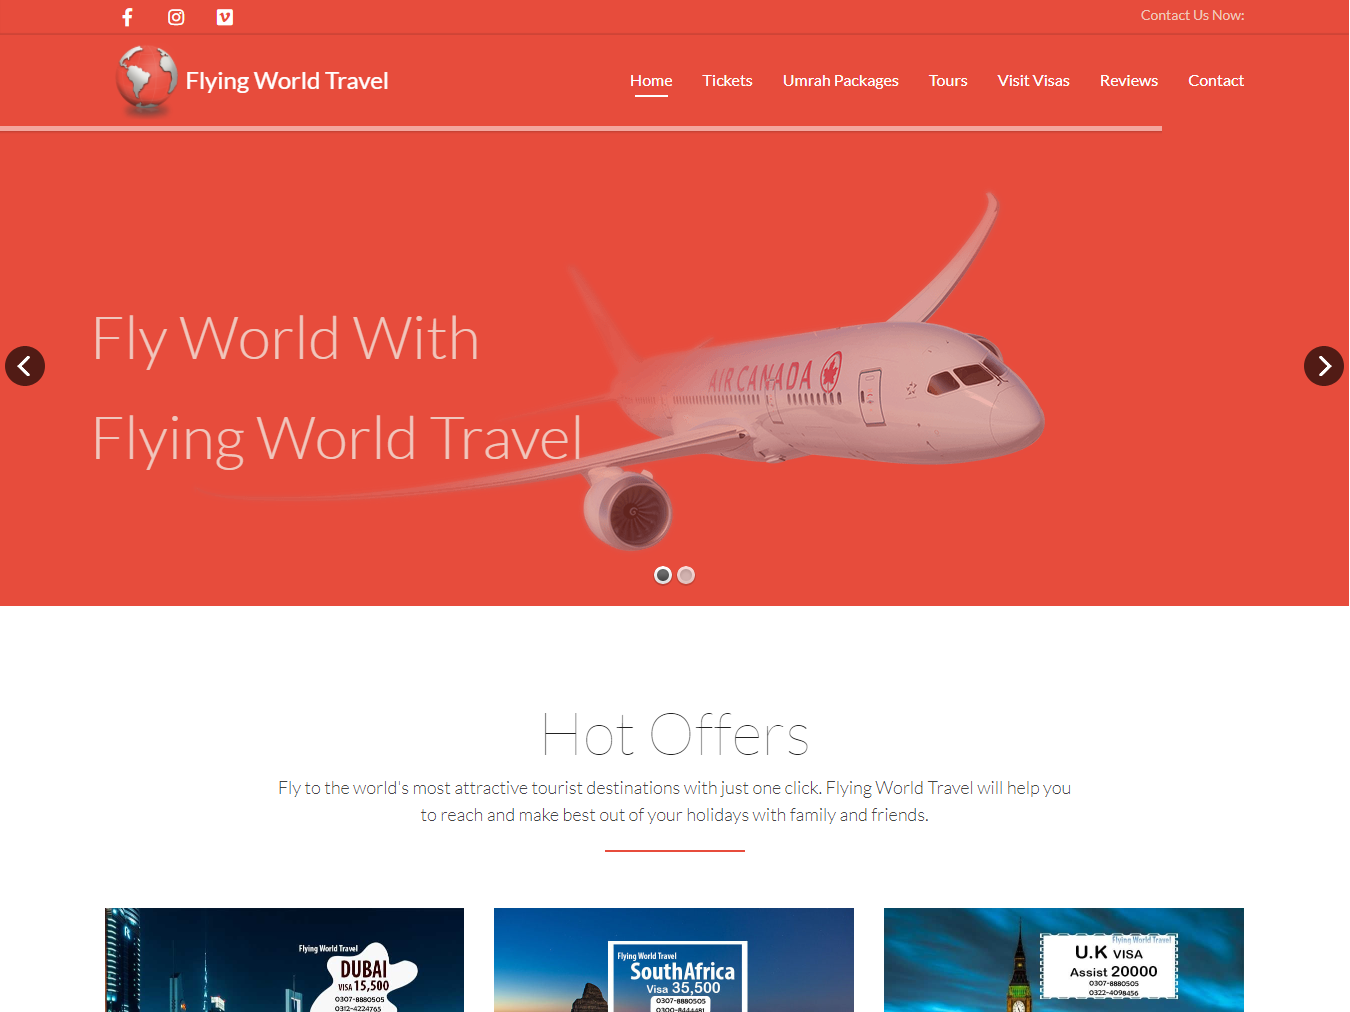 Contact Us Now:
Flying World Travel
Home Tickets Umrah Packages Tours Visit Visas Reviews Contact
Fly World With
Flying World Travel
AIR CANADA
Hot Offers
Fly to the world's most attractive tourist destinations with just one click. Flying World Travel will help you
to reach and make best out of your holidays with family and friends.
Flying World Travel
DUBAI
VISA 15,500
0307-8880505
0312-4224765
Flying World Travel
SouthAfrica
Visa 35,500
0307-8880505
0300-8444481
Flying World Travel
U.K VISA
Assist 20000
0307-8880505
0322-4098456